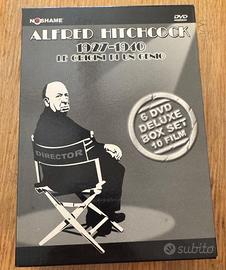 NOSHAME
DVD
ALFRED HITCHCOCK
1927-1940
LE ORIGINI DI UN GENIO
6 DVD
DELUXE
BOX SET
10 FILM
DIRECTOR
subito